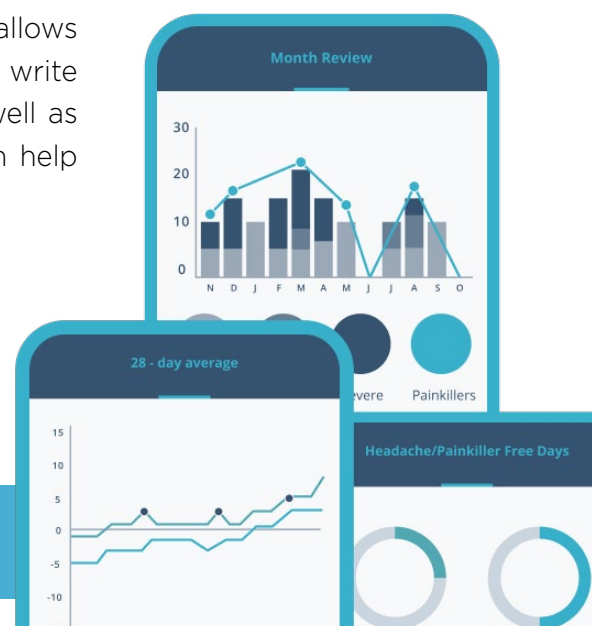 allows
write
well as
help
Month Review
30
20
10
0
N D J F M A M J J A S O
Painkillers
28 - day average
15
10
5
0
-5
-10
Headache/Painkiller Free Days